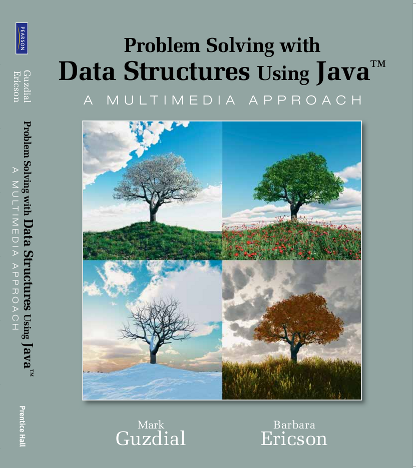 Problem Solving with
Data Structures Using Java™
A MULTIMEDIA APPROACH
Mark
Guzdial
Barbara
Ericson
PEARSON
Guzdial
Ericson
Problem Solving with Data Structures Using Java™
A MULTIMEDIA APPROACH
Prentice Hall